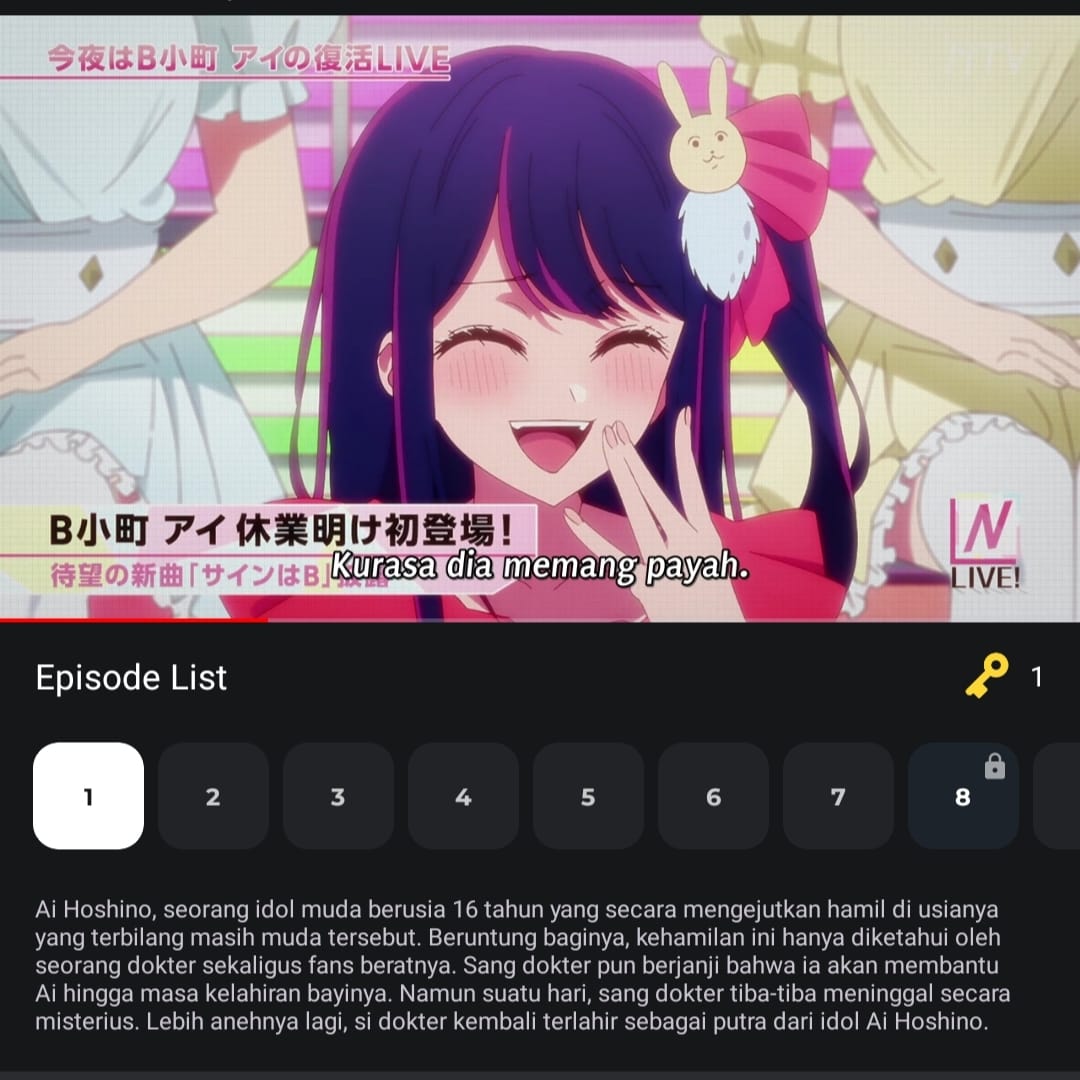 今夜はB小町 アイの復活LIVE
B小町 アイ 休業明け初登場!
待望の新曲「サインはB」披露
Kurasa dia memang payah.
N
LIVE!
Episode List
1
1
2
3
4
5
6
7
8
Ai Hoshino, seorang idol muda berusia 16 tahun yang secara mengejutkan hamil di usianya
yang terbilang masih muda tersebut. Beruntung baginya, kehamilan ini hanya diketahui oleh
seorang dokter sekaligus fans beratnya. Sang dokter pun berjanji bahwa ia akan membantu
Ai hingga masa kelahiran bayinya. Namun suatu hari, sang dokter tiba-tiba meninggal secara
misterius. Lebih anehnya lagi, si dokter kembali terlahir sebagai putra dari idol Ai Hoshino.